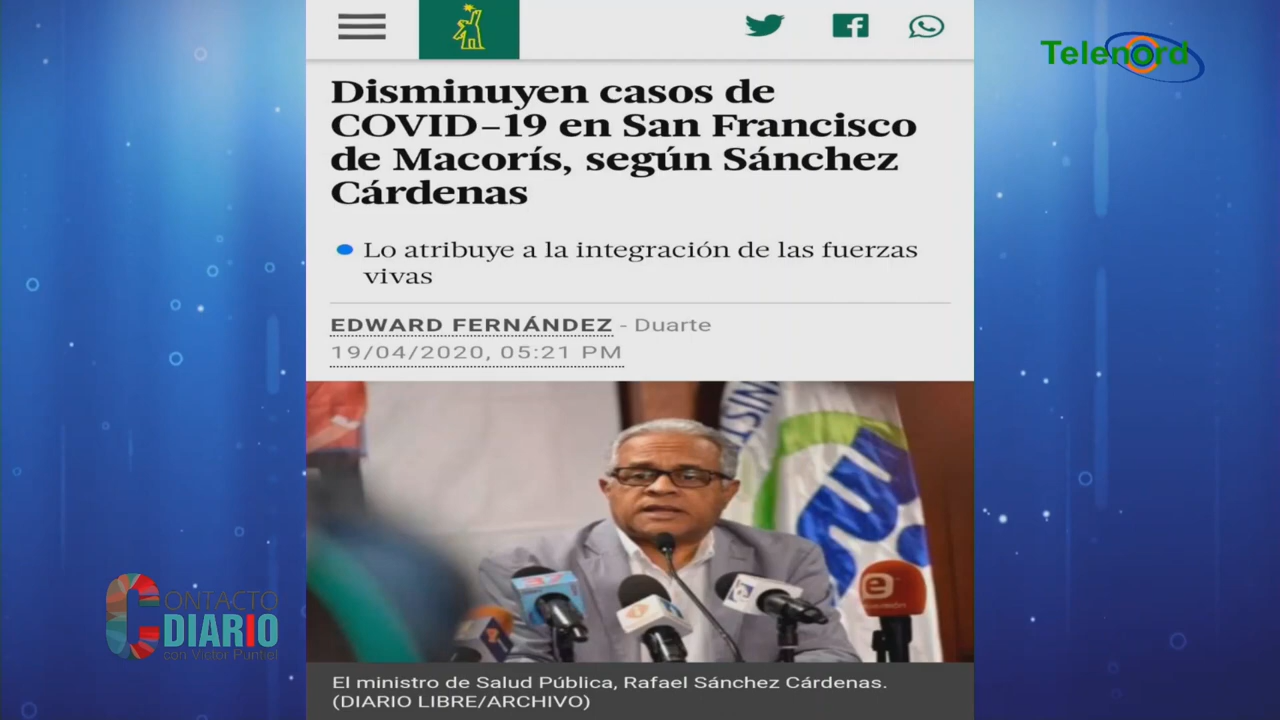 Telenord
Disminuyen casos de
COVID-19 en San Francisco
de Macorís, según Sánchez
Cárdenas
Lo atribuye a la integración de las fuerzas
vivas
EDWARD FERNÁNDEZ - Duarte
19/04/2020, 05:21 PM
El ministro de Salud Pública, Rafael Sánchez Cárdenas.
(DIARIO LIBRE/ARCHIVO)
CONTACTO
DIARIO
con Víctor Puntiel